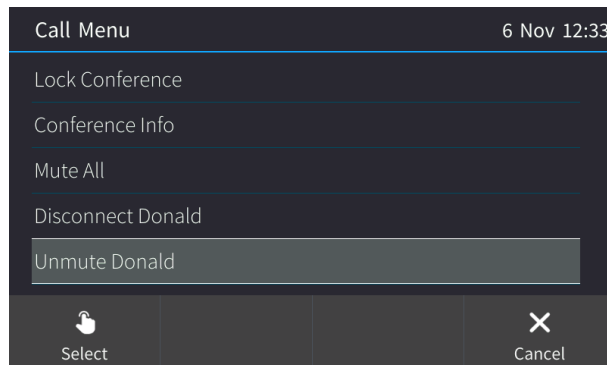 Call Menu 6 Nov 12:33
Lock Conference
Conference Info
Mute All
Disconnect Donald
Unmute Donald
Select Cancel